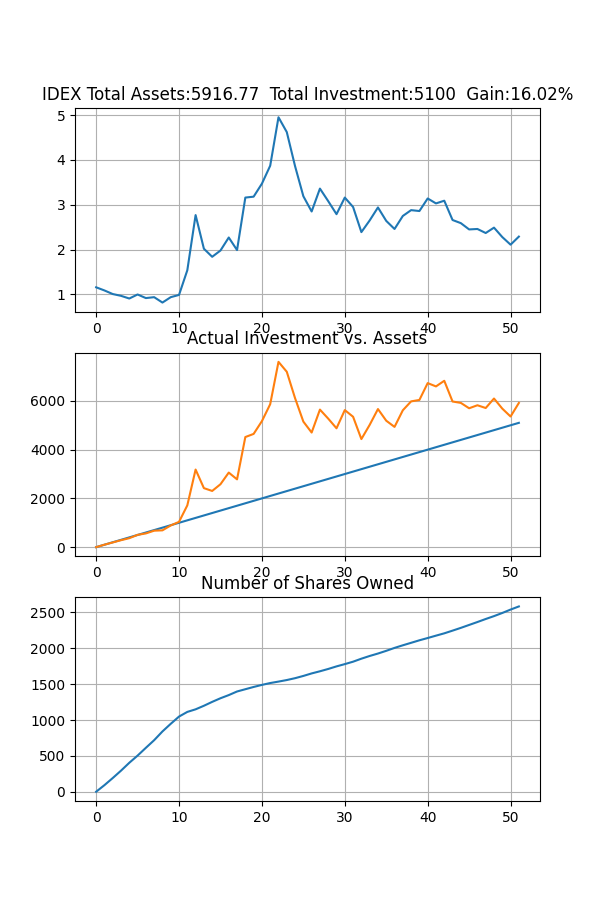 IDEX Total Assets:5916.77  Total Investment:5100  Gain:16.02%
5
4
3
2
1
0 10 20 30 40 50
Actual Investment vs. Assets
6000
4000
2000
0
0 10 20 30 40 50
Number of Shares Owned
2500
2000
1500
1000
500
0
0 10 20 30 40 50